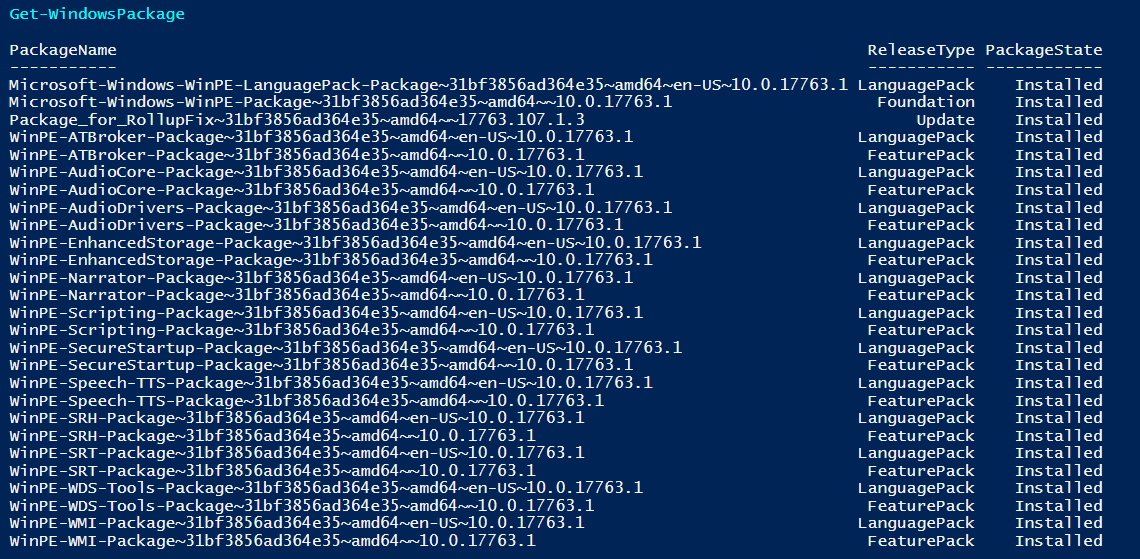 Get-WindowsPackage
PackageName ReleaseType PackageState
----------- ----------- ------------
Microsoft-Windows-WinPE-LanguagePack-Package~31bf3856ad364e35~amd64~en-US~10.0.17763.1 LanguagePack Installed
Microsoft-Windows-WinPE-Package~31bf3856ad364e35~amd64~~10.0.17763.1 Foundation Installed
Package_for_RollupFix~31bf3856ad364e35~amd64~~17763.107.1.3 Update Installed
WinPE-ATBroker-Package~31bf3856ad364e35~amd64~en-US~10.0.17763.1 LanguagePack Installed
WinPE-ATBroker-Package~31bf3856ad364e35~amd64~~10.0.17763.1 FeaturePack Installed
WinPE-AudioCore-Package~31bf3856ad364e35~amd64~en-US~10.0.17763.1 LanguagePack Installed
WinPE-AudioCore-Package~31bf3856ad364e35~amd64~~10.0.17763.1 FeaturePack Installed
WinPE-AudioDrivers-Package~31bf3856ad364e35~amd64~en-US~10.0.17763.1 LanguagePack Installed
WinPE-AudioDrivers-Package~31bf3856ad364e35~amd64~~10.0.17763.1 FeaturePack Installed
WinPE-EnhancedStorage-Package~31bf3856ad364e35~amd64~en-US~10.0.17763.1 LanguagePack Installed
WinPE-EnhancedStorage-Package~31bf3856ad364e35~amd64~~10.0.17763.1 FeaturePack Installed
WinPE-Narrator-Package~31bf3856ad364e35~amd64~en-US~10.0.17763.1 LanguagePack Installed
WinPE-Narrator-Package~31bf3856ad364e35~amd64~~10.0.17763.1 FeaturePack Installed
WinPE-Scripting-Package~31bf3856ad364e35~amd64~en-US~10.0.17763.1 LanguagePack Installed
WinPE-Scripting-Package~31bf3856ad364e35~amd64~~10.0.17763.1 FeaturePack Installed
WinPE-SecureStartup-Package~31bf3856ad364e35~amd64~en-US~10.0.17763.1 LanguagePack Installed
WinPE-SecureStartup-Package~31bf3856ad364e35~amd64~~10.0.17763.1 FeaturePack Installed
WinPE-Speech-TTS-Package~31bf3856ad364e35~amd64~en-US~10.0.17763.1 LanguagePack Installed
WinPE-Speech-TTS-Package~31bf3856ad364e35~amd64~~10.0.17763.1 FeaturePack Installed
WinPE-SRH-Package~31bf3856ad364e35~amd64~en-US~10.0.17763.1 LanguagePack Installed
WinPE-SRH-Package~31bf3856ad364e35~amd64~~10.0.17763.1 FeaturePack Installed
WinPE-SRT-Package~31bf3856ad364e35~amd64~en-US~10.0.17763.1 LanguagePack Installed
WinPE-SRT-Package~31bf3856ad364e35~amd64~~10.0.17763.1 FeaturePack Installed
WinPE-WDS-Tools-Package~31bf3856ad364e35~amd64~en-US~10.0.17763.1 LanguagePack Installed
WinPE-WDS-Tools-Package~31bf3856ad364e35~amd64~~10.0.17763.1 FeaturePack Installed
WinPE-WMI-Package~31bf3856ad364e35~amd64~en-US~10.0.17763.1 LanguagePack Installed
WinPE-WMI-Package~31bf3856ad364e35~amd64~~10.0.17763.1 FeaturePack Installed